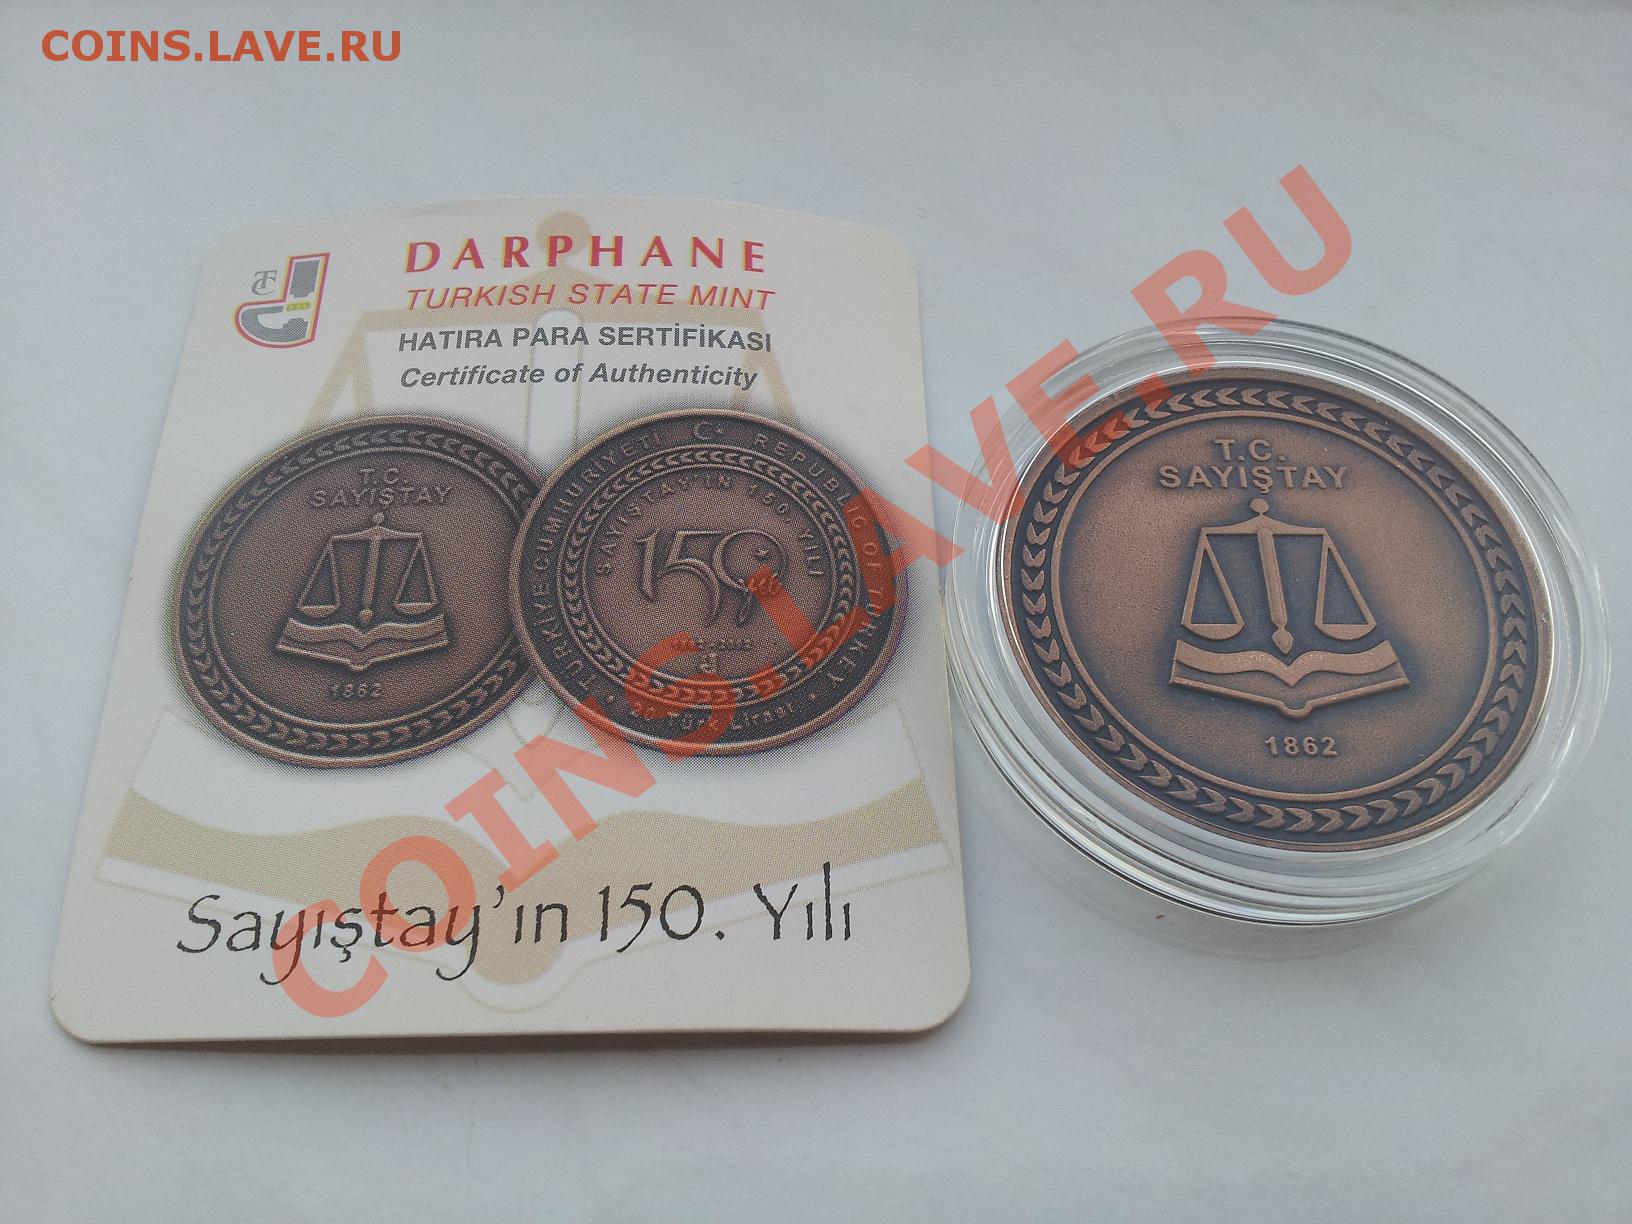 COINS.LAVE.RU
TC
DARPHANE
TURKISH STATE MINT
HATIRA PARA SERTİFİKASI
Certificate of Authenticity
T.C.
SAYIŞTAY
1862
TÜRKİYE CUMHURİYETİ REPUBLIC OF TURKEY
SAYIŞTAY'IN 150. YILI
150
Sayıştay'ın 150. Yılı
T.C.
SAYIŞTAY
1862
COINS.LAVE.RU